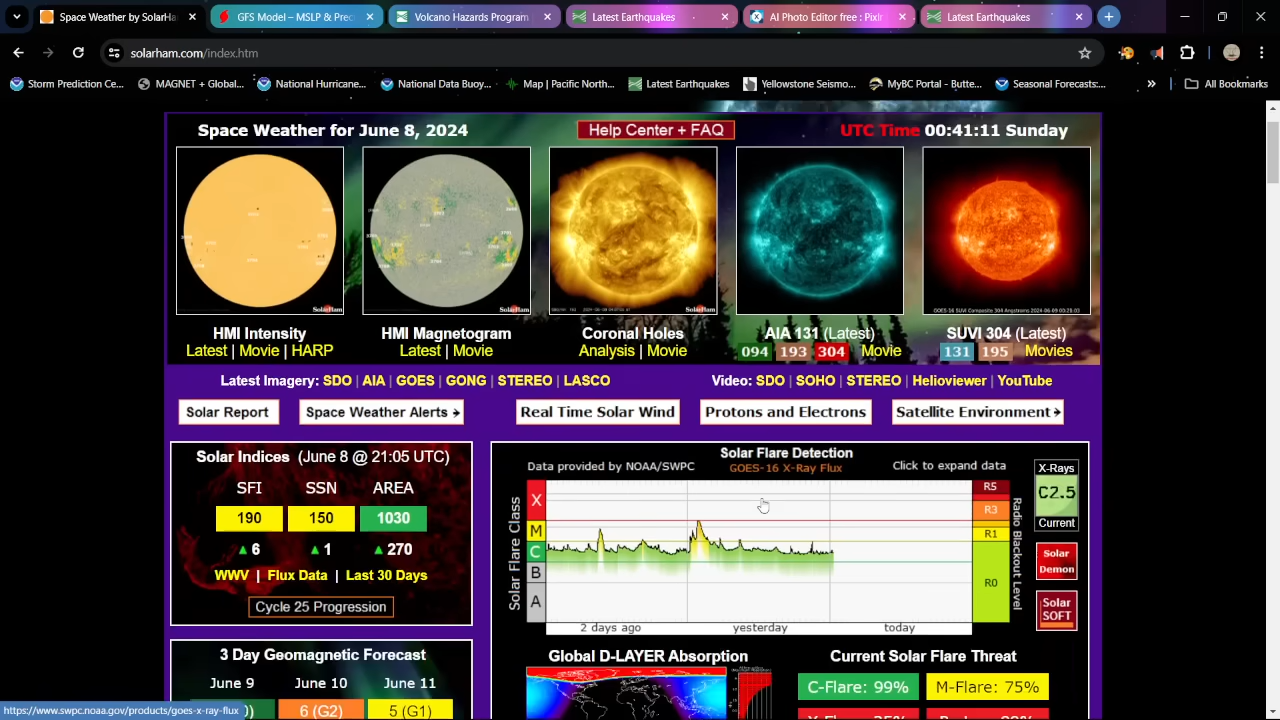 Space Weather by SolarHa
GFS Model – MSLP & Prec
Volcano Hazards Program
Latest Earthquakes
AI Photo Editor free : Pixlr
Latest Earthquakes
solarham.com/index.htm
Storm Prediction Ce...
MAGNET + Global...
National Hurricane...
National Data Buoy...
Map | Pacific North...
Latest Earthquakes
Yellowstone Seismo...
MyBC Portal - Butte...
Seasonal Forecasts:...
All Bookmarks
Space Weather for June 8, 2024
Help Center + FAQ
UTC Time 00:41:11 Sunday
SolarHam
SolarHam
SolarHam
HMI Intensity
Latest | Movie | HARP
HMI Magnetogram
Latest | Movie
Coronal Holes
Analysis | Movie
AIA 131 (Latest)
094 193 304 Movie
SUVI 304 (Latest)
131 195 Movies
Latest Imagery: SDO | AIA | GOES | GONG | STEREO | LASCO
Video: SDO | SOHO | STEREO | Helioviewer | YouTube
Solar Report
Space Weather Alerts
Real Time Solar Wind
Protons and Electrons
Satellite Environment
Solar Indices (June 8 @ 21:05 UTC)
SFI SSN AREA
190 150 1030
6 1 270
WWV | Flux Data | Last 30 Days
Cycle 25 Progression
Solar Flare Detection
Data provided by NOAA/SWPC
GOES-16 X-Ray Flux
Click to expand data
Solar Flare Class
X
M
C
B
A
R5
R3
R1
R0
Radio Blackout Level
2 days ago
yesterday
today
X-Rays
C2.5
Current
Solar
Demon
Solar
SOFT
3 Day Geomagnetic Forecast
June 9 June 10 June 11
6 (G2) 5 (G1)
Global D-LAYER Absorption
Current Solar Flare Threat
C-Flare: 99%
M-Flare: 75%
https://www.swpc.noaa.gov/products/goes-x-ray-flux